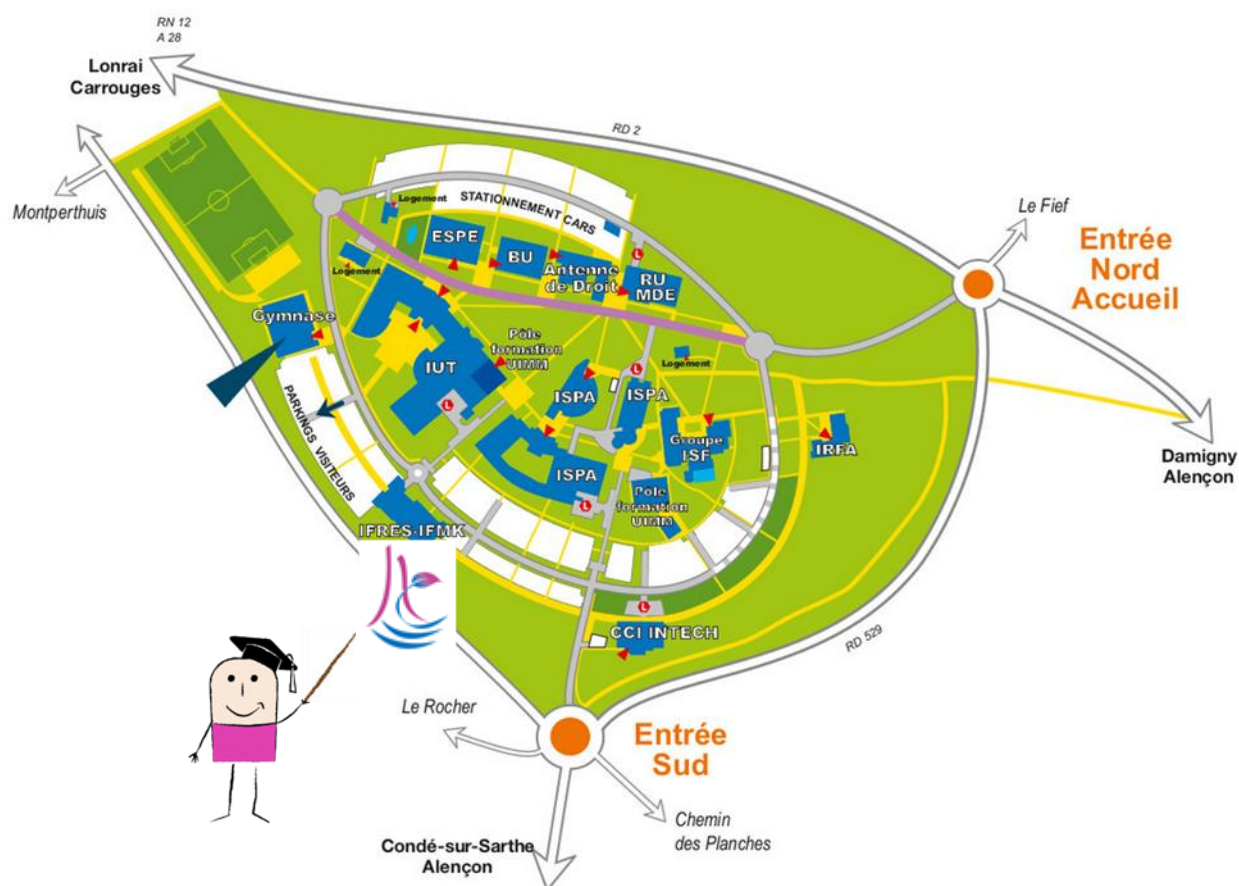 RN 12
A 28
Lonrai
Carrouges
RD 2
Montperthuis
Le Fief
Entrée
Nord
Accueil
Logement
STATIONNEMENT CARS
ESPE
BU
Antenne
de Droit
RU
MDE
Logement
Gymnase
Pôle
formation
UIMM
Logement
IUT
L
L
L
ISPA
ISPA
PARKINGS VISITEURS
Groupe
ISF
IRFA
Damigny
Alençon
ISPA
L
Pôle
formation
UIMM
IFRES-IFMK
L
CCI INTECH
RD 529
Le Rocher
Entrée
Sud
Chemin
des Planches
Condé-sur-Sarthe
Alençon